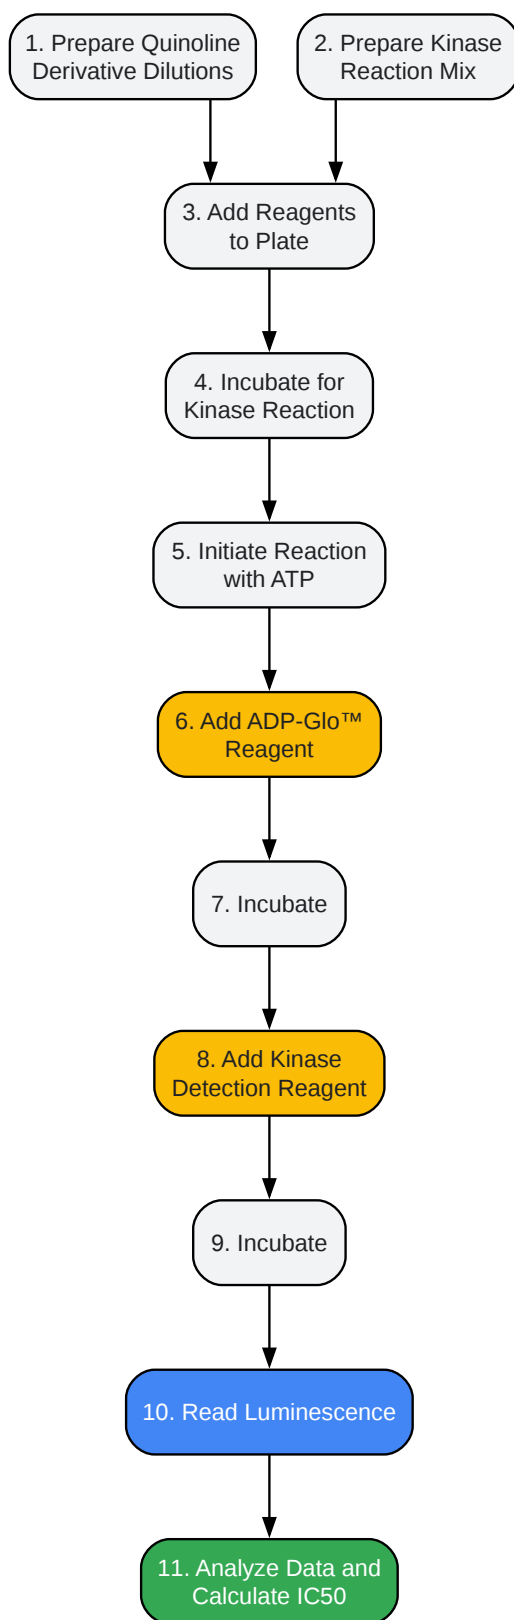 1. Prepare Quinoline
Derivative Dilutions
2. Prepare Kinase
Reaction Mix
3. Add Reagents
to Plate
4. Incubate for
Kinase Reaction
5. Initiate Reaction
with ATP
6. Add ADP-Glo™
Reagent
7. Incubate
8. Add Kinase
Detection Reagent
9. Incubate
10. Read Luminescence
11. Analyze Data and
Calculate IC50